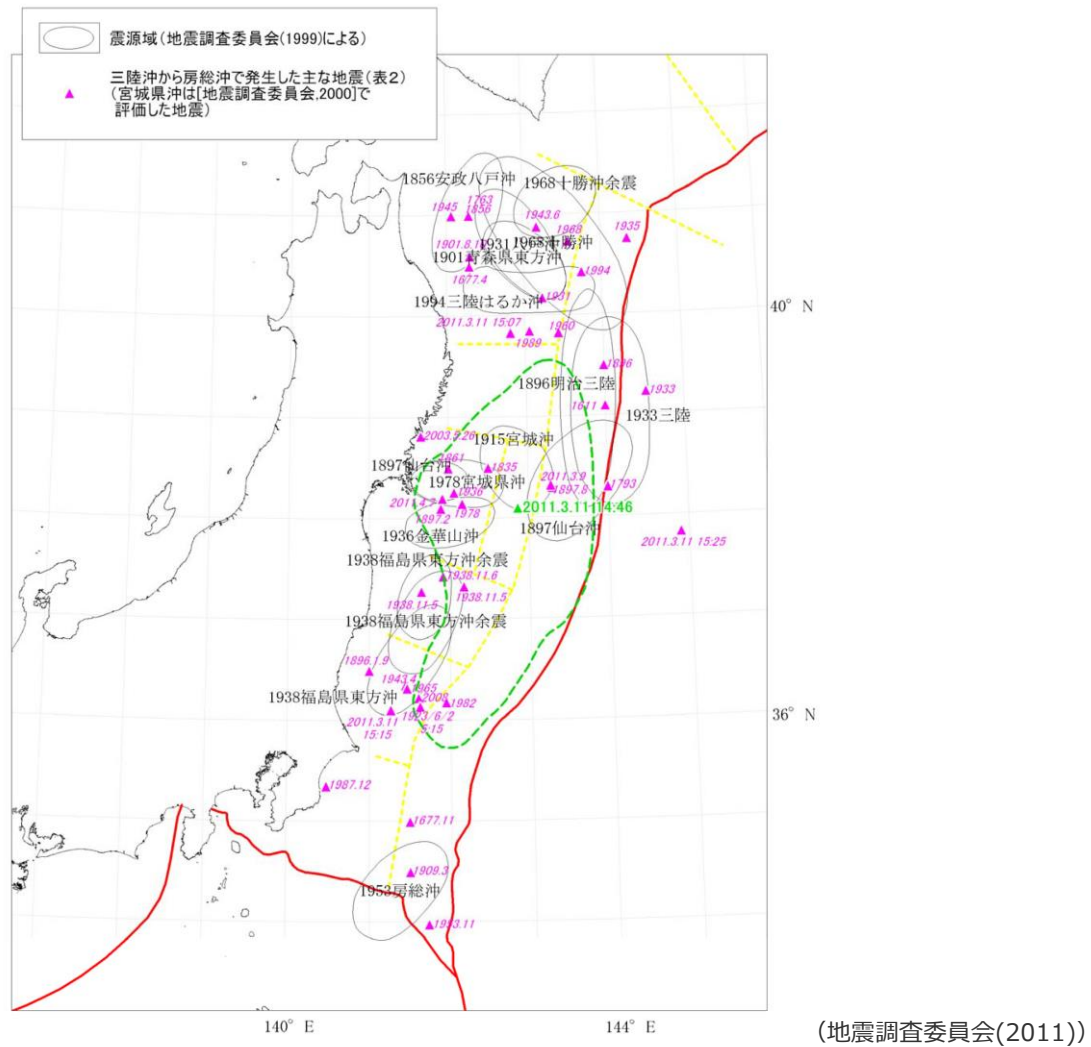 震源域(地震調査委員会(1999)による)
三陸沖から房総沖で発生した主な地震(表2)
(宮城県沖は[地震調査委員会,2000]で
評価した地震)
1856安政八戸沖
1968十勝沖余震
1763
1945
1856
1943.6
1968
1935
1901青森県東方沖
1677.4
1994
1994三陸はるか沖
1931
2011.3.11 15:07
1989
1960
40° N
1896
1896明治三陸
1933
1611
1933三陸
2003.5.26
1915宮城沖
1861
1897仙台沖
1835
1978宮城県沖
2011.3.9
1897.8
1793
1936
2011.4.7
1978
2011.3.11 14:46
1897.2
1897仙台沖
1936金華山沖
2011.3.11 15:25
1938福島県東方沖余震
1938.11.6
1938.11.5
1938.11.5
1938福島県東方沖余震
1896.1.9
1943.4
1965
1938福島県東方沖
2008
1982
2011.3.11
15:15
1923/6/2
5:15
36° N
1987.12
1677.11
1909.3
1953房総沖
1953.11
140° E
144° E
(地震調査委員会(2011))